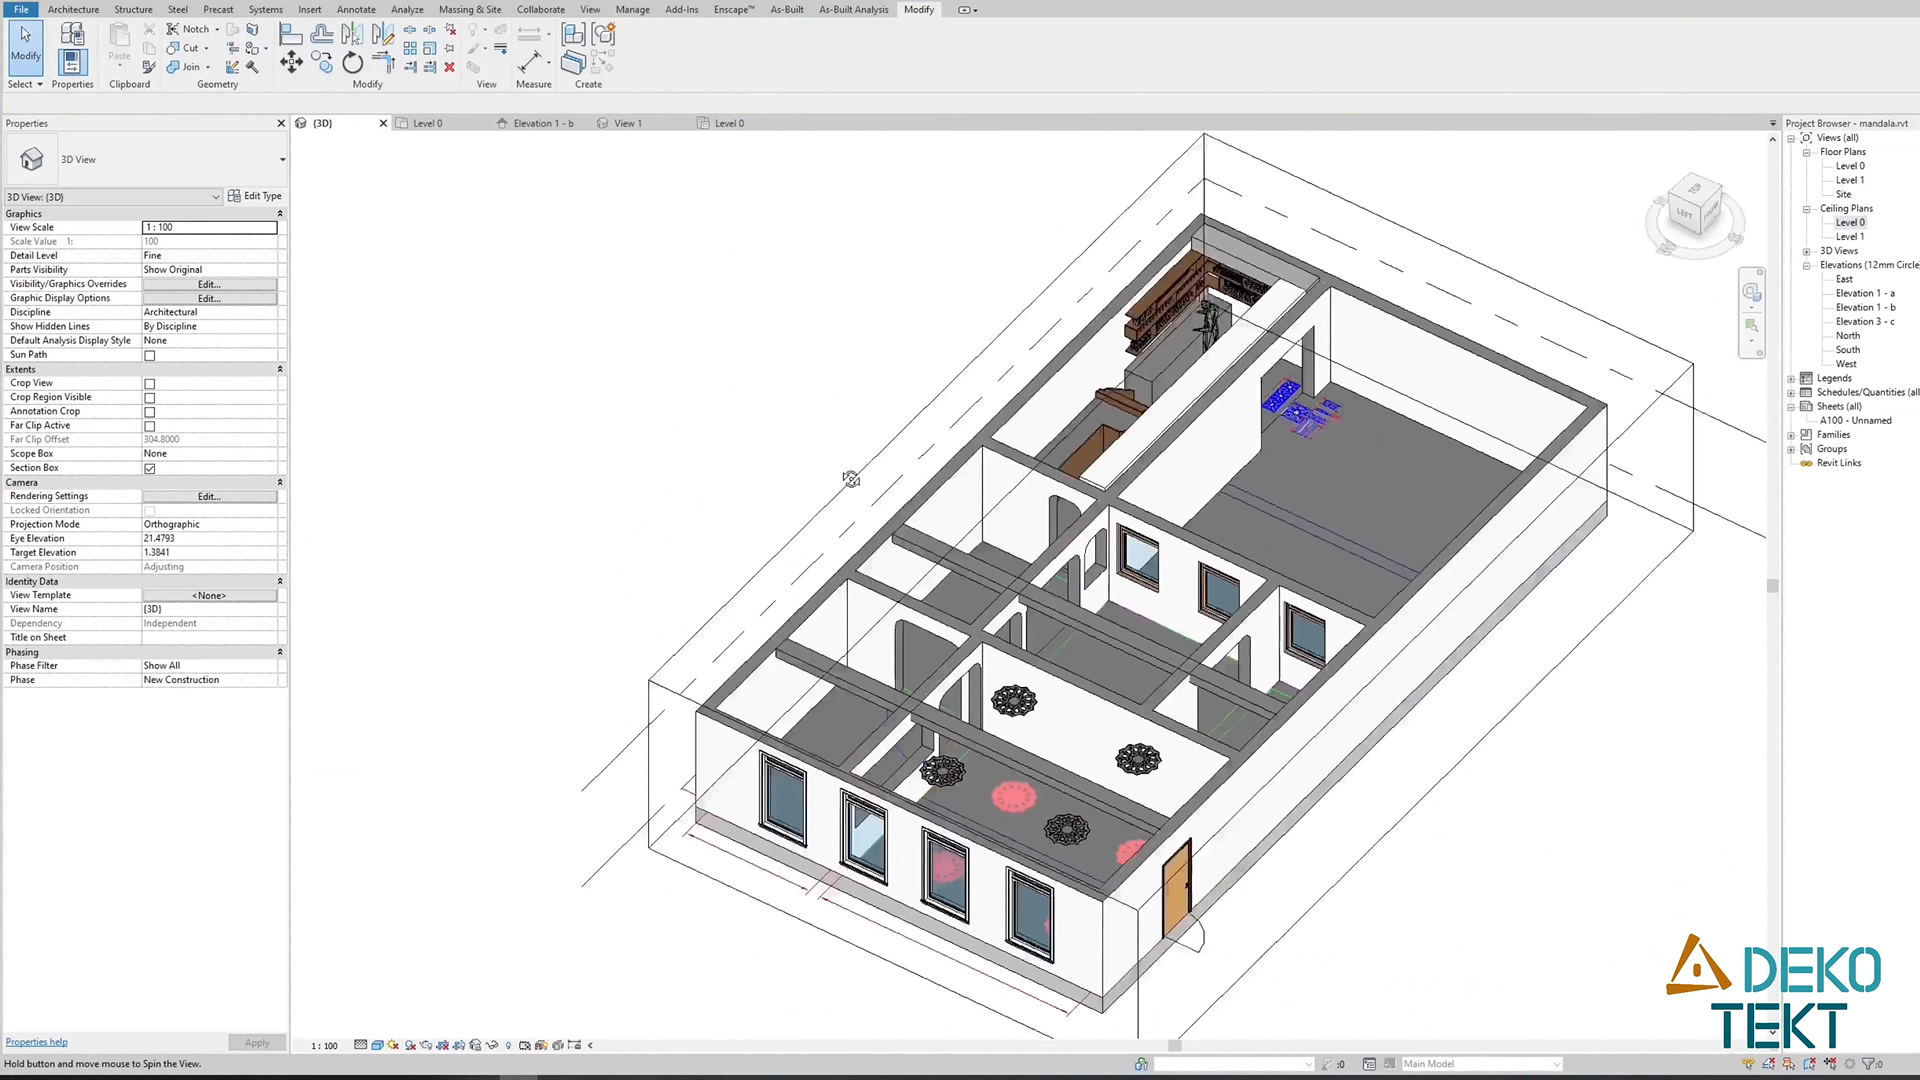 File Architecture Structure Steel Precast Systems Insert Annotate Analyze Massing & Site Collaborate View Manage Add-Ins Enscape™ As-Built As-Built Analysis Modify
Modify
Paste
Notch
Cut
Join
Select Properties Clipboard Geometry Modify View Measure Create
Properties
{3D} Level 0 Elevation 1 - b View 1 Level 0
3D View
3D View: {3D} Edit Type
Graphics
View Scale 1 : 100
Scale Value 1: 100
Detail Level Fine
Parts Visibility Show Original
Visibility/Graphics Overrides Edit...
Graphic Display Options Edit...
Discipline Architectural
Show Hidden Lines By Discipline
Default Analysis Display Style None
Sun Path
Extents
Crop View
Crop Region Visible
Annotation Crop
Far Clip Active
Far Clip Offset 304.8000
Scope Box None
Section Box
Camera
Rendering Settings Edit...
Locked Orientation
Projection Mode Orthographic
Eye Elevation 21.4793
Target Elevation 1.3841
Camera Position Adjusting
Identity Data
View Template <None>
View Name {3D}
Dependency Independent
Title on Sheet
Phasing
Phase Filter Show All
Phase New Construction
Properties help Apply
TOP
LEFT
Project Browser - mandala.rvt
Views (all)
Floor Plans
Level 0
Level 1
Site
Ceiling Plans
Level 0
Level 1
3D Views
Elevations (12mm Circle
East
Elevation 1 - a
Elevation 1 - b
Elevation 3 - c
North
South
West
Legends
Schedules/Quantities (all
Sheets (all)
A100 - Unnamed
Families
Groups
Revit Links
DEKO
TEKT
1 : 100
Hold button and move mouse to Spin the View.
:0
Main Model
:0